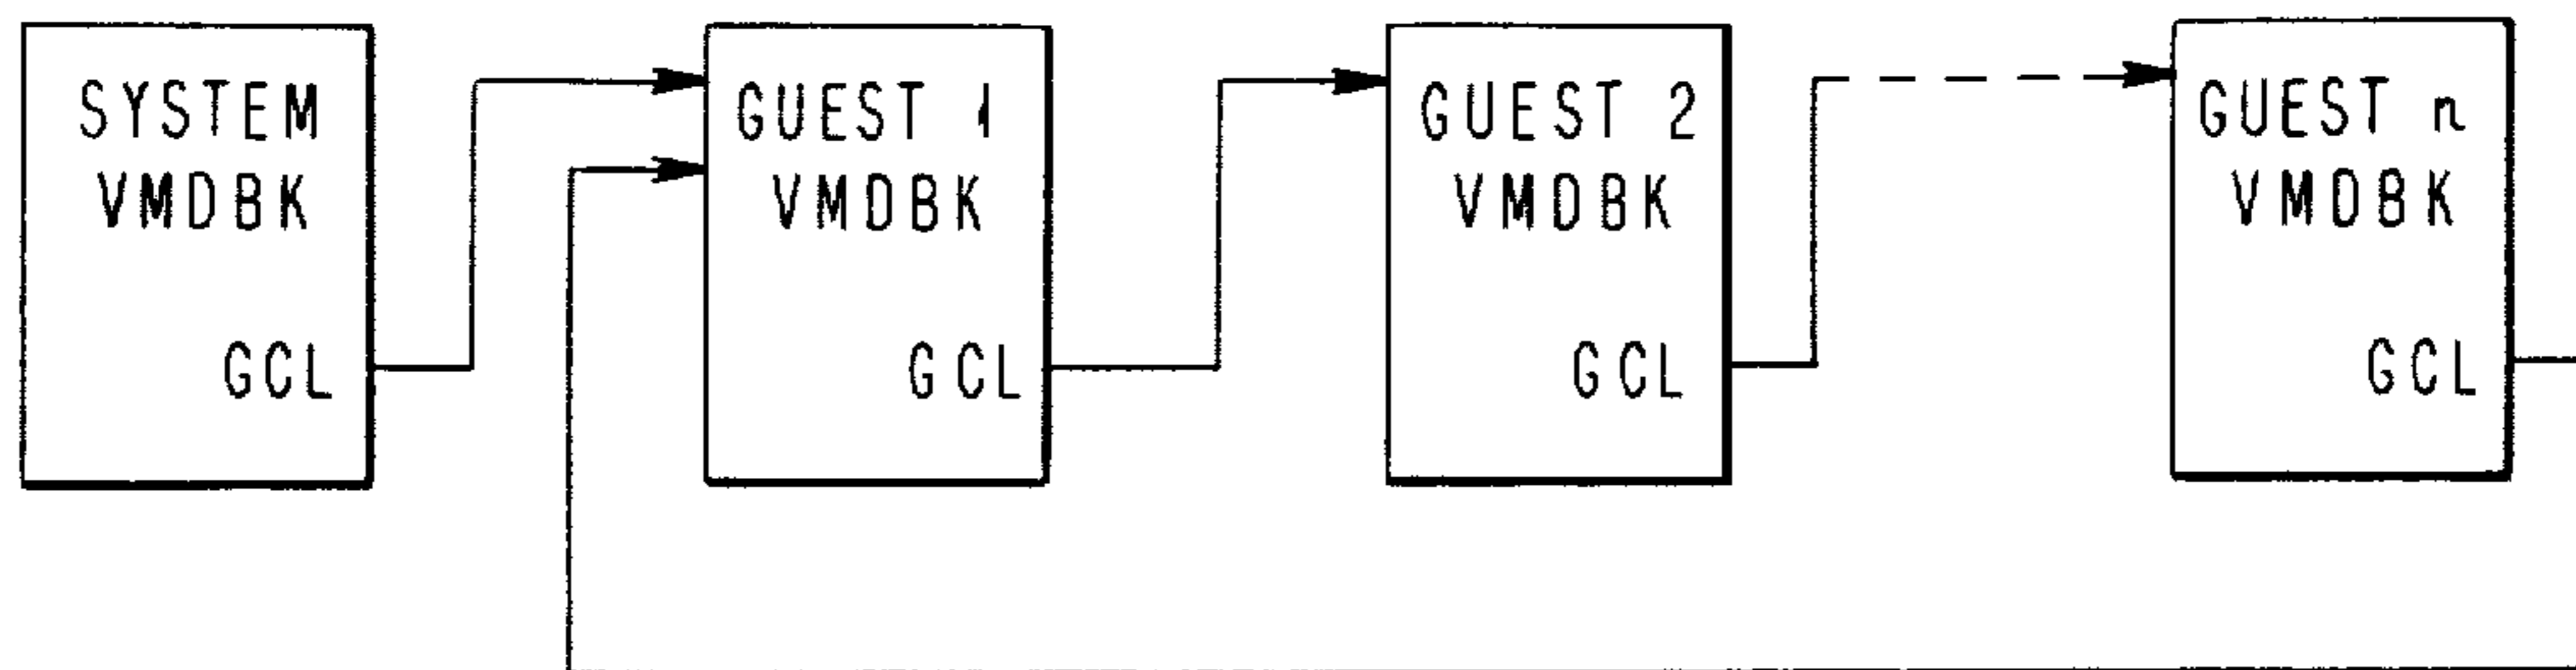 SYSTEM
VMDBK
GCL
GUEST 1
VMDBK
GCL
GUEST 2
VMDBK
GCL
GUEST n
VMDBK
GCL